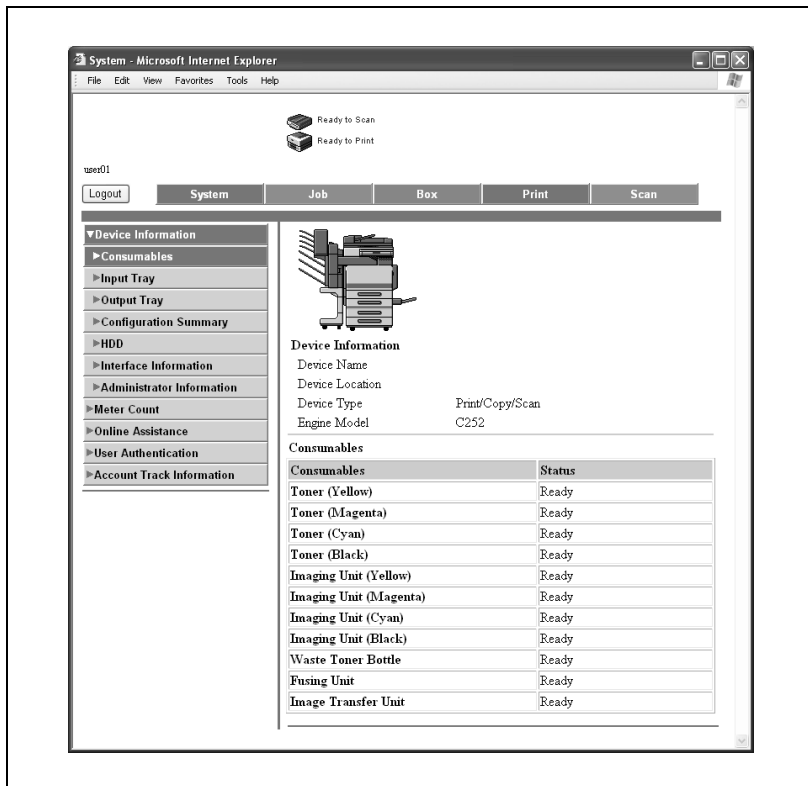 System - Microsoft Internet Explorer
File Edit View Favorites Tools Help
Ready to Scan
Ready to Print
user01
Logout System Job Box Print Scan
▼Device Information
►Consumables
►Input Tray
►Output Tray
►Configuration Summary
►HDD
►Interface Information
►Administrator Information
►Meter Count
►Online Assistance
►User Authentication
►Account Track Information
Device Information
Device Name
Device Location
Device Type Print/Copy/Scan
Engine Model C252
Consumables
Consumables Status
Toner (Yellow) Ready
Toner (Magenta) Ready
Toner (Cyan) Ready
Toner (Black) Ready
Imaging Unit (Yellow) Ready
Imaging Unit (Magenta) Ready
Imaging Unit (Cyan) Ready
Imaging Unit (Black) Ready
Waste Toner Bottle Ready
Fusing Unit Ready
Image Transfer Unit Ready